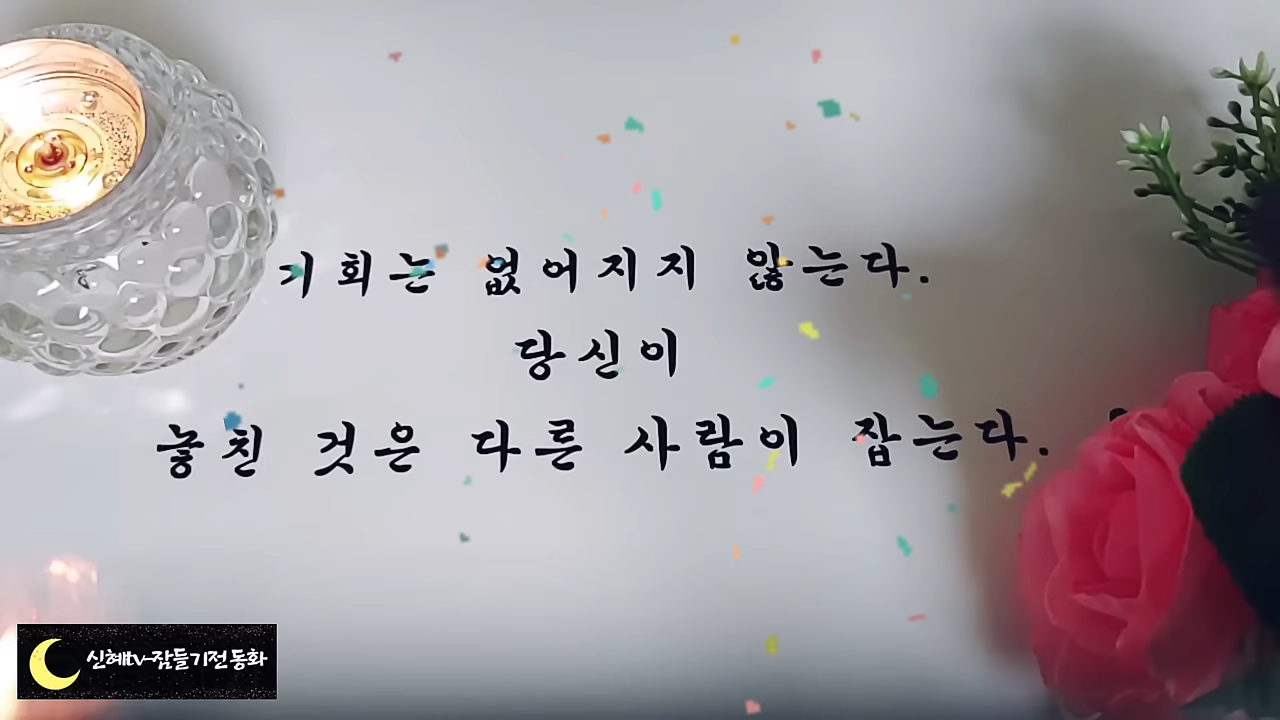 기회는 없어지지 않는다.
당신이
놓친 것은 다른 사람이 잡는다.
신혜tv-잠들기전동화